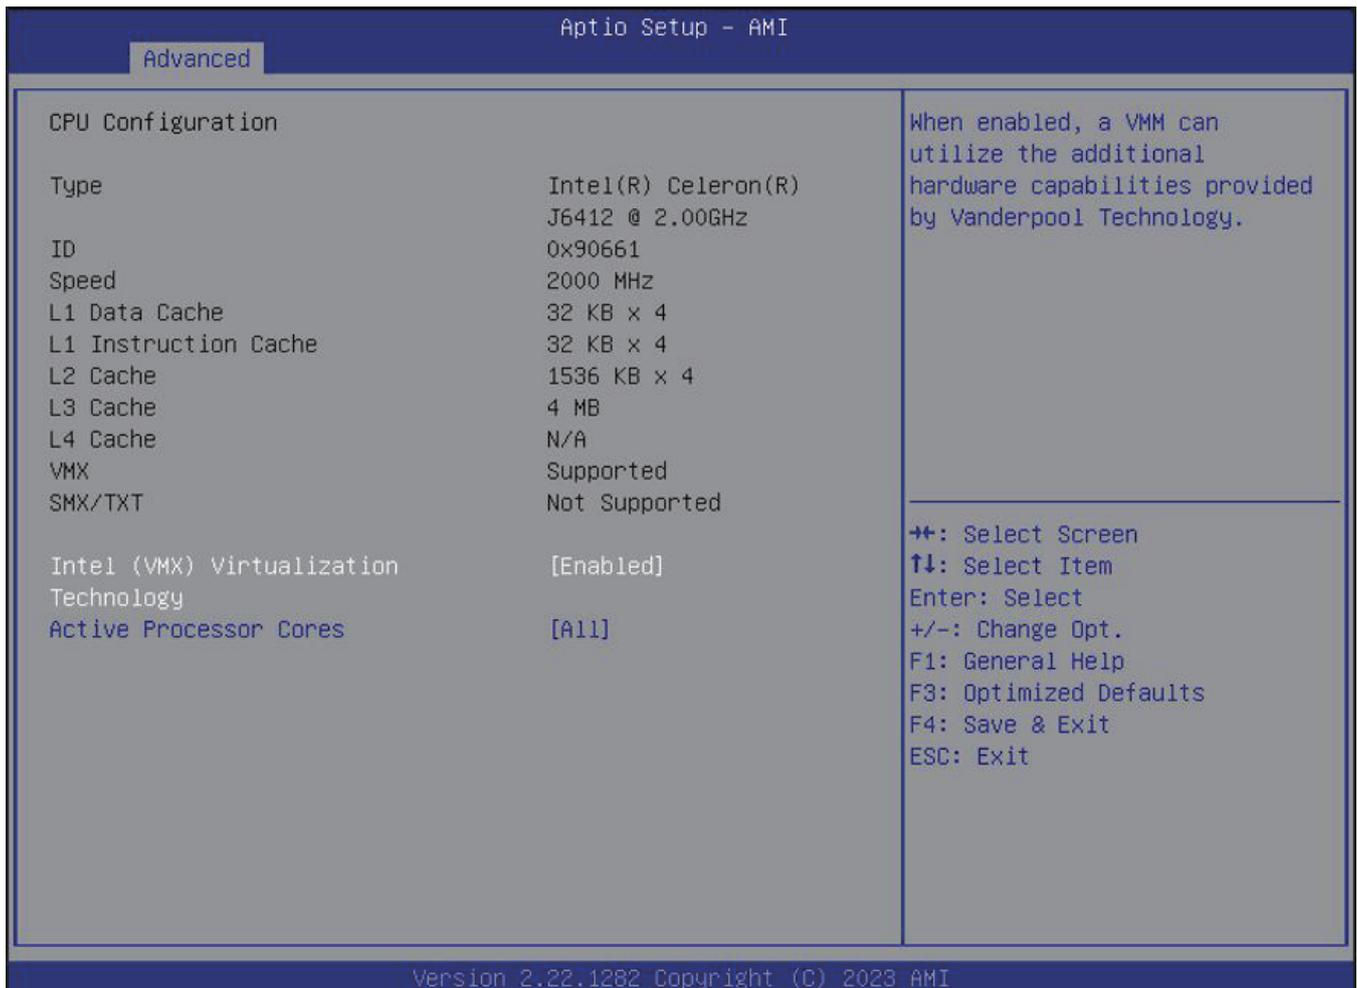 Aptio Setup - AMI
Advanced
CPU Configuration
Type Intel(R) Celeron(R)
J6412 @ 2.00GHz
ID 0x90661
Speed 2000 MHz
L1 Data Cache 32 KB x 4
L1 Instruction Cache 32 KB x 4
L2 Cache 1536 KB x 4
L3 Cache 4 MB
L4 Cache N/A
VMX Supported
SMX/TXT Not Supported
Intel (VMX) Virtualization [Enabled]
Technology
Active Processor Cores [All]
When enabled, a VMM can
utilize the additional
hardware capabilities provided
by Vanderpool Technology.
→←: Select Screen
↑↓: Select Item
Enter: Select
+/-: Change Opt.
F1: General Help
F3: Optimized Defaults
F4: Save & Exit
ESC: Exit
Version 2.22.1282 Copyright (C) 2023 AMI